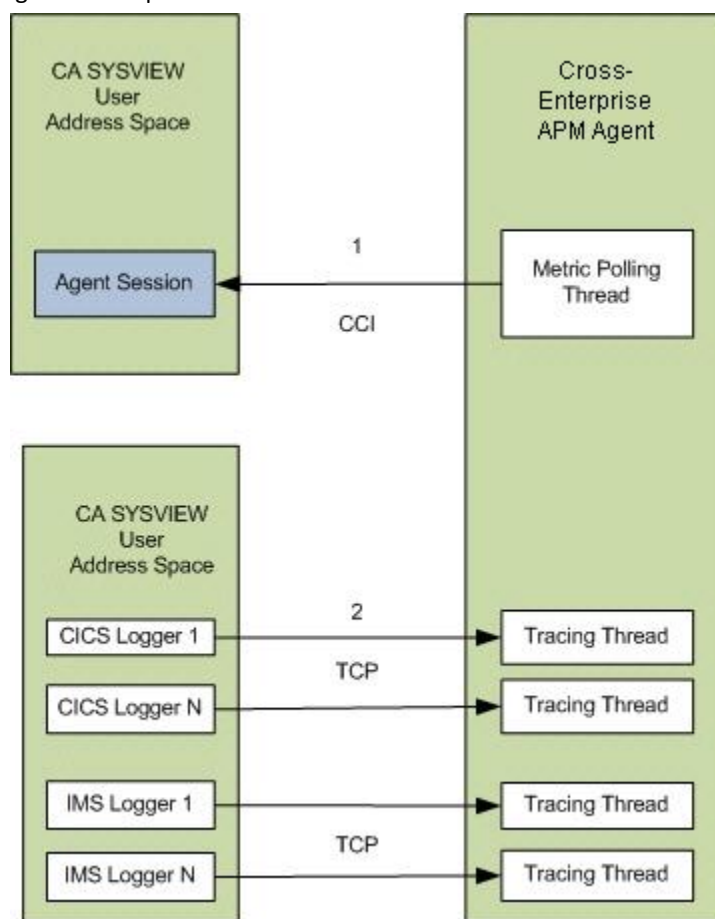 CA SYSVIEW
User
Address Space
Cross-
Enterprise
APM Agent
1
Agent Session
Metric Polling
Thread
CCI
CA SYSVIEW
User
Address Space
CICS Logger 1
2
Tracing Thread
TCP
CICS Logger N
Tracing Thread
IMS Logger 1
Tracing Thread
TCP
IMS Logger N
Tracing Thread